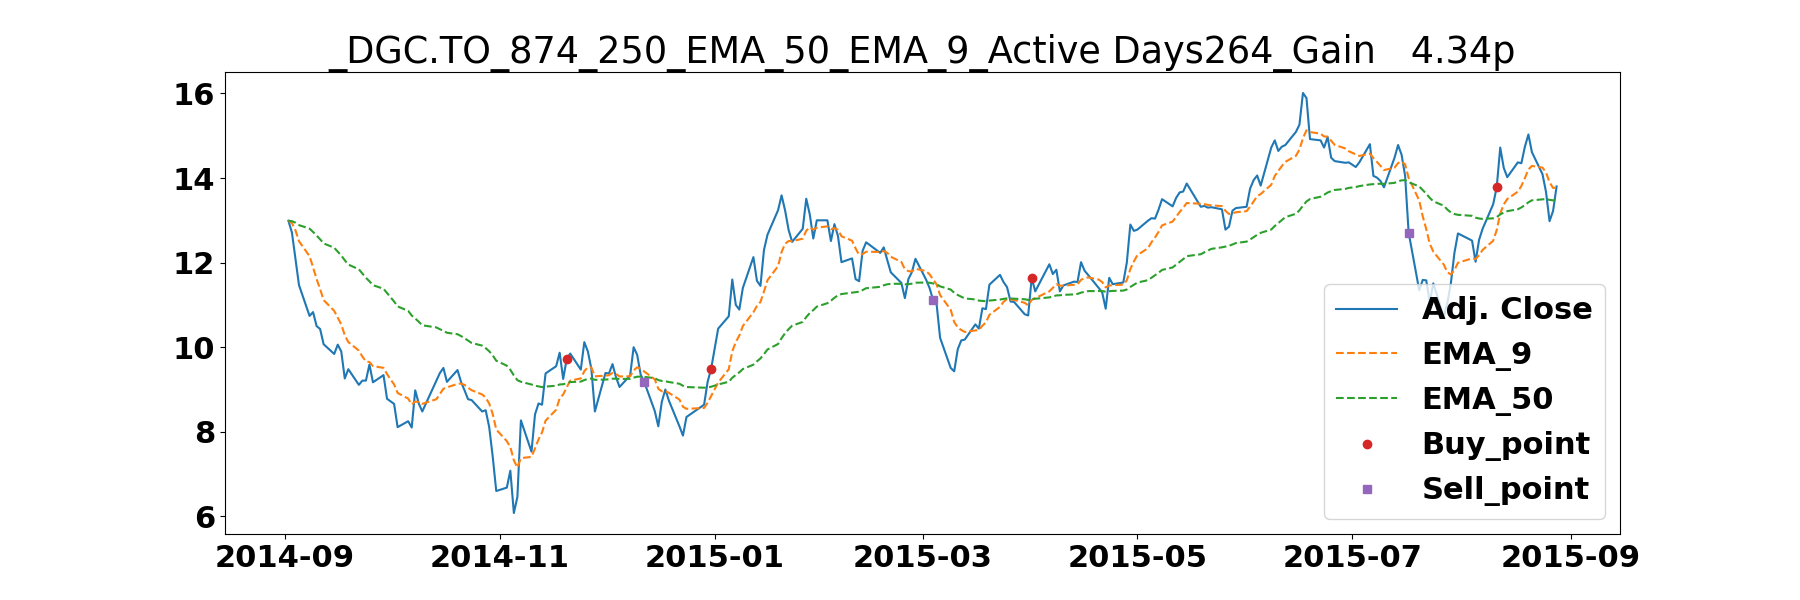 _DGC.TO_874_250_EMA_50_EMA_9_Active Days264_Gain   4.34p
16
14
12
10
8
6
2014-09 2014-11 2015-01 2015-03 2015-05 2015-07 2015-09
Adj. Close
EMA_9
EMA_50
Buy_point
Sell_point